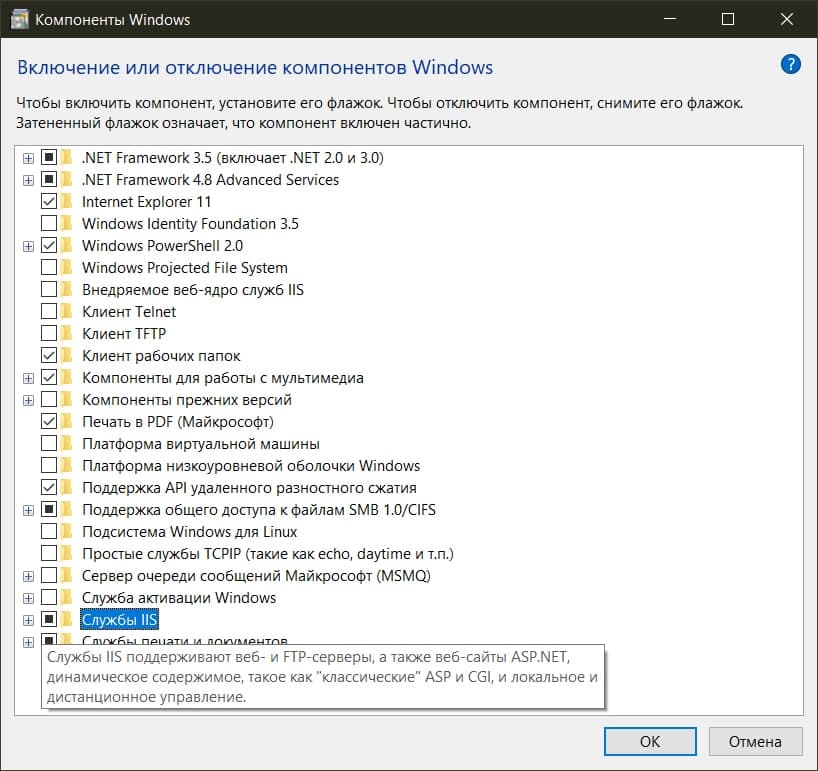 Компоненты Windows
Включение или отключение компонентов Windows
?
Чтобы включить компонент, установите его флажок. Чтобы отключить компонент, снимите его флажок.
Затененный флажок означает, что компонент включен частично.
.NET Framework 3.5 (включает .NET 2.0 и 3.0)
.NET Framework 4.8 Advanced Services
Internet Explorer 11
Windows Identity Foundation 3.5
Windows PowerShell 2.0
Windows Projected File System
Внедряемое веб-ядро служб IIS
Клиент Telnet
Клиент TFTP
Клиент рабочих папок
Компоненты для работы с мультимедиа
Компоненты прежних версий
Печать в PDF (Майкрософт)
Платформа виртуальной машины
Платформа низкоуровневой оболочки Windows
Поддержка API удаленного разностного сжатия
Поддержка общего доступа к файлам SMB 1.0/CIFS
Подсистема Windows для Linux
Простые службы TCPIP (такие как echo, daytime и т.п.)
Сервер очереди сообщений Майкрософт (MSMQ)
Служба активации Windows
Службы IIS
Службы печати и документов
Службы IIS поддерживают веб- и FTP-серверы, а также веб-сайты ASP.NET,
динамическое содержимое, такое как "классические" ASP и CGI, и локальное и
дистанционное управление.
ОК
Отмена